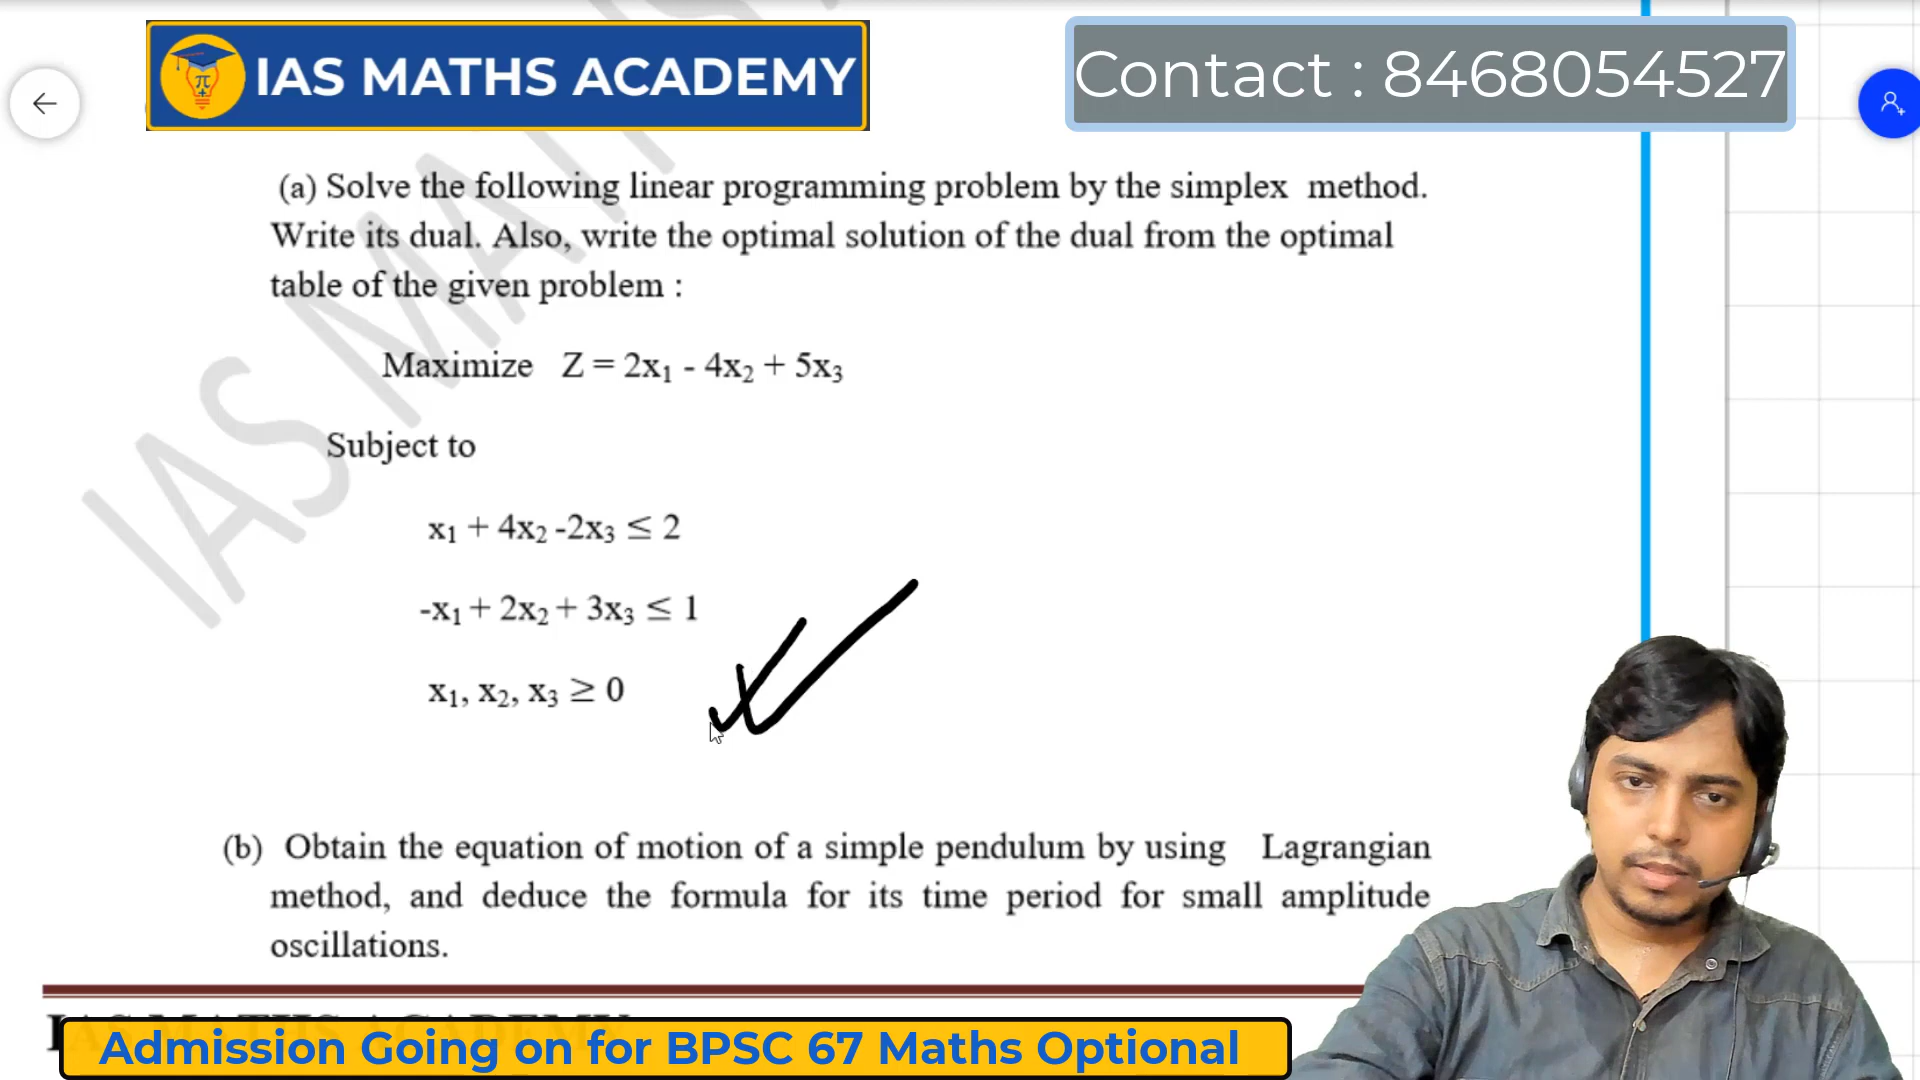 IAS MATHS ACADEMY
Contact : 8468054527
(a) Solve the following linear programming problem by the simplex method.
Write its dual. Also, write the optimal solution of the dual from the optimal
table of the given problem :
Maximize Z = 2x₁ - 4x₂ + 5x₃
Subject to
x₁ + 4x₂ -2x₃ ≤ 2
-x₁ + 2x₂ + 3x₃ ≤ 1
x₁, x₂, x₃ ≥ 0
(b) Obtain the equation of motion of a simple pendulum by using Lagrangian
method, and deduce the formula for its time period for small amplitude
oscillations.
Admission Going on for BPSC 67 Maths Optional